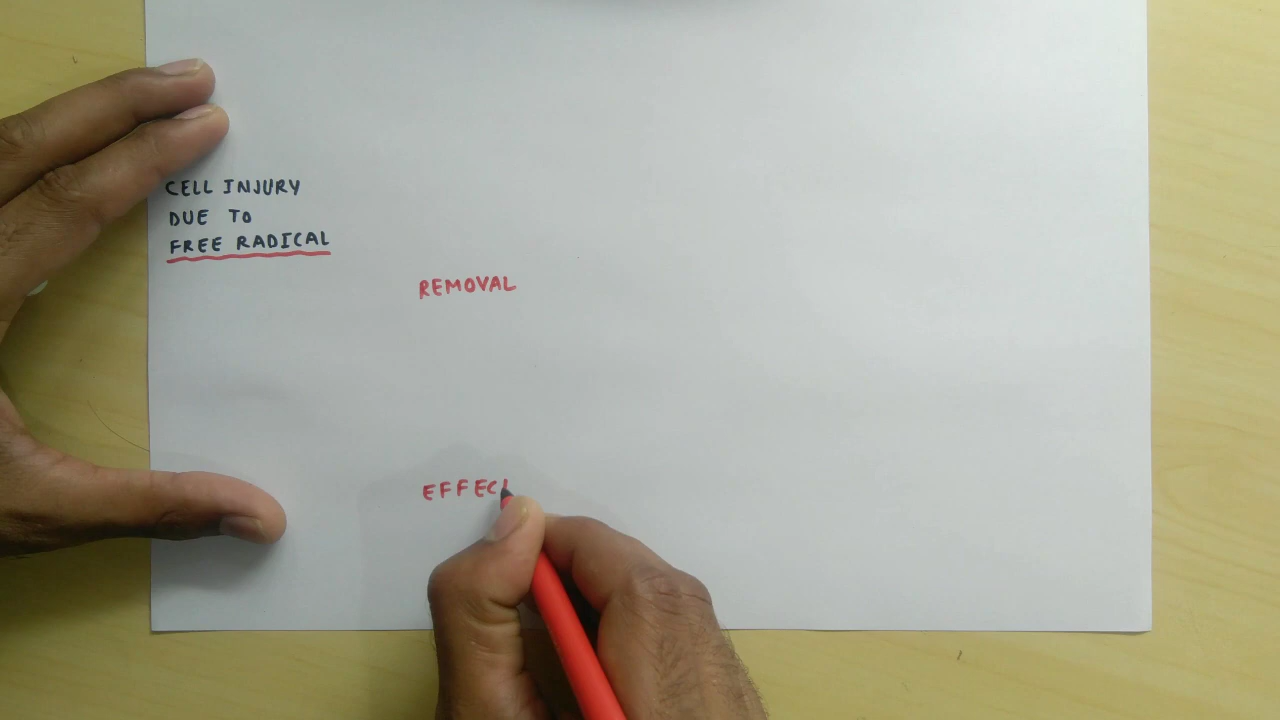 CELL INJURY
DUE TO
FREE RADICAL
REMOVAL
EFFEC